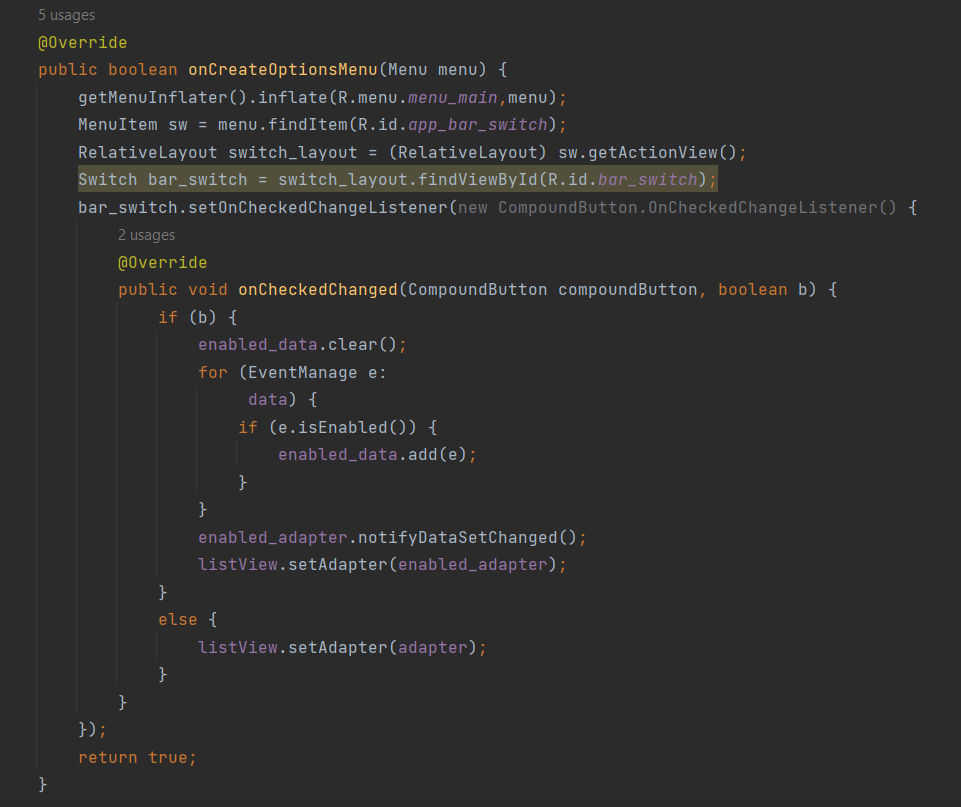 5 usages
@Override
public boolean onCreateOptionsMenu(Menu menu) {
getMenuInflater().inflate(R.menu.menu_main,menu);
MenuItem sw = menu.findItem(R.id.app_bar_switch);
RelativeLayout switch_layout = (RelativeLayout) sw.getActionView();
Switch bar_switch = switch_layout.findViewById(R.id.bar_switch);
bar_switch.setOnCheckedChangeListener(new CompoundButton.OnCheckedChangeListener() {
2 usages
@Override
public void onCheckedChanged(CompoundButton compoundButton, boolean b) {
if (b) {
enabled_data.clear();
for (EventManage e:
data) {
if (e.isEnabled()) {
enabled_data.add(e);
}
}
enabled_adapter.notifyDataSetChanged();
listView.setAdapter(enabled_adapter);
}
else {
listView.setAdapter(adapter);
}
}
});
return true;
}